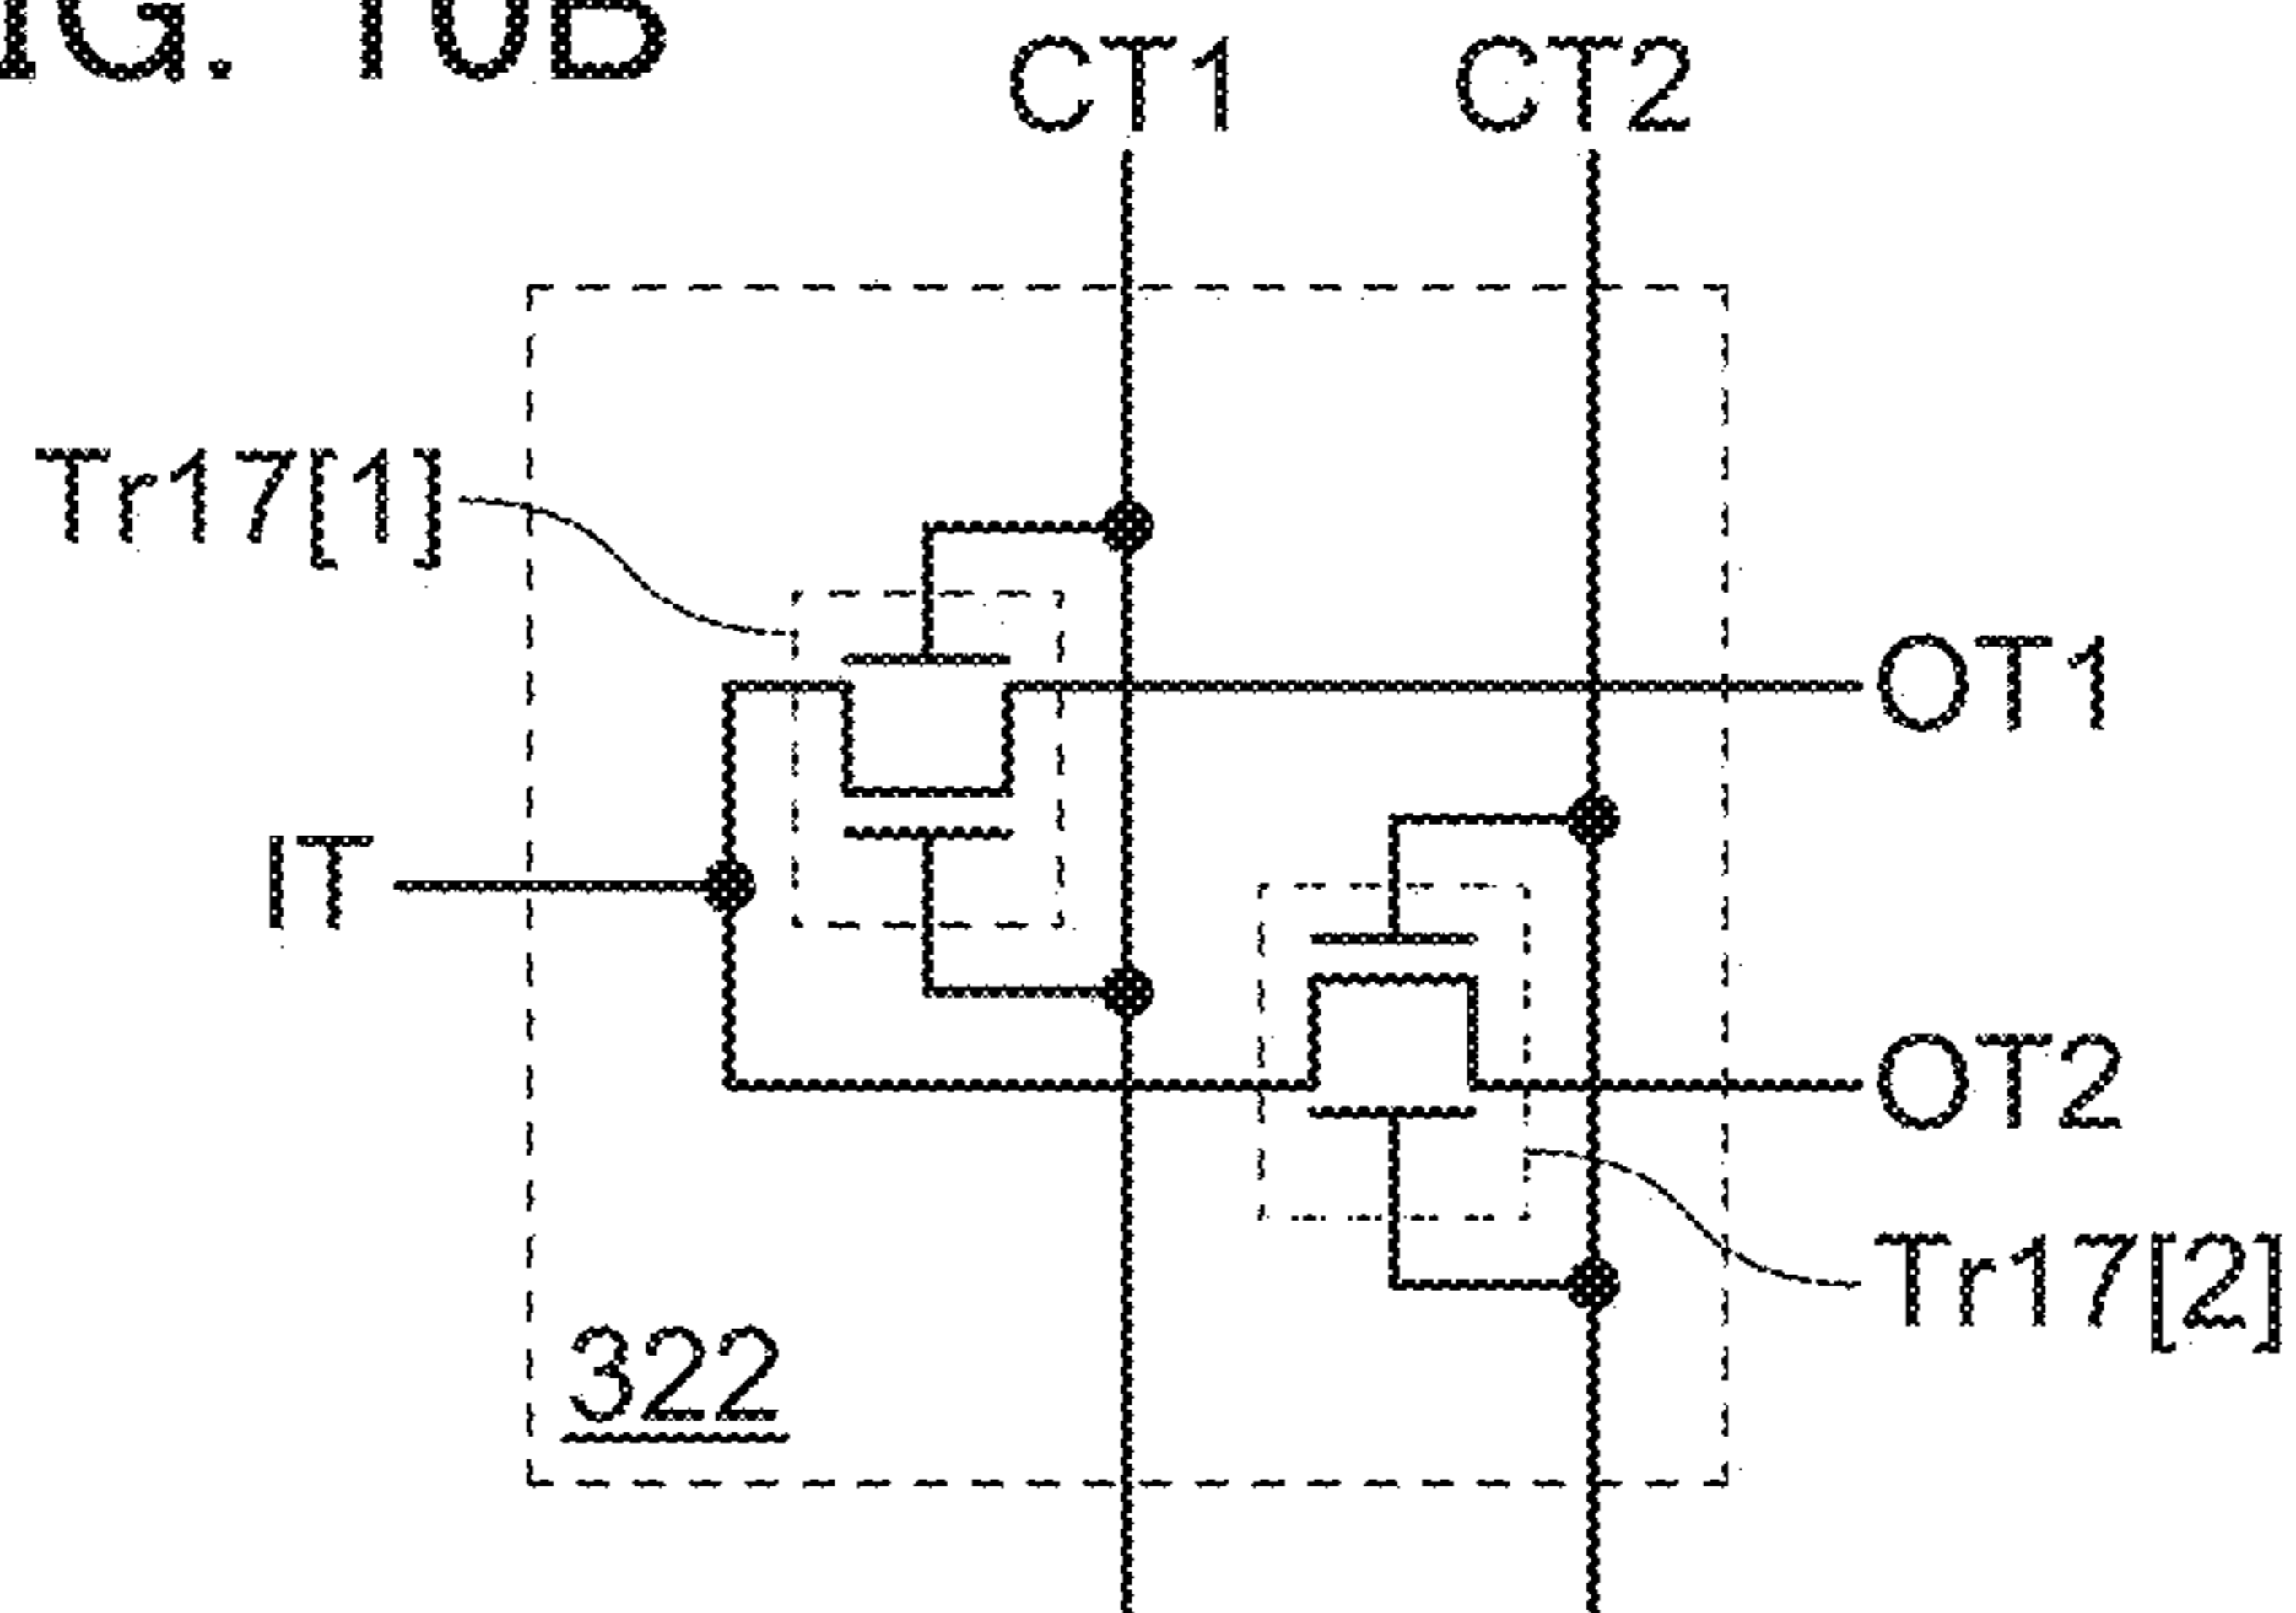 IG. 10B
CT1 CT2
Tr17[1]
OT1
IT
OT2
Tr17[2]
322